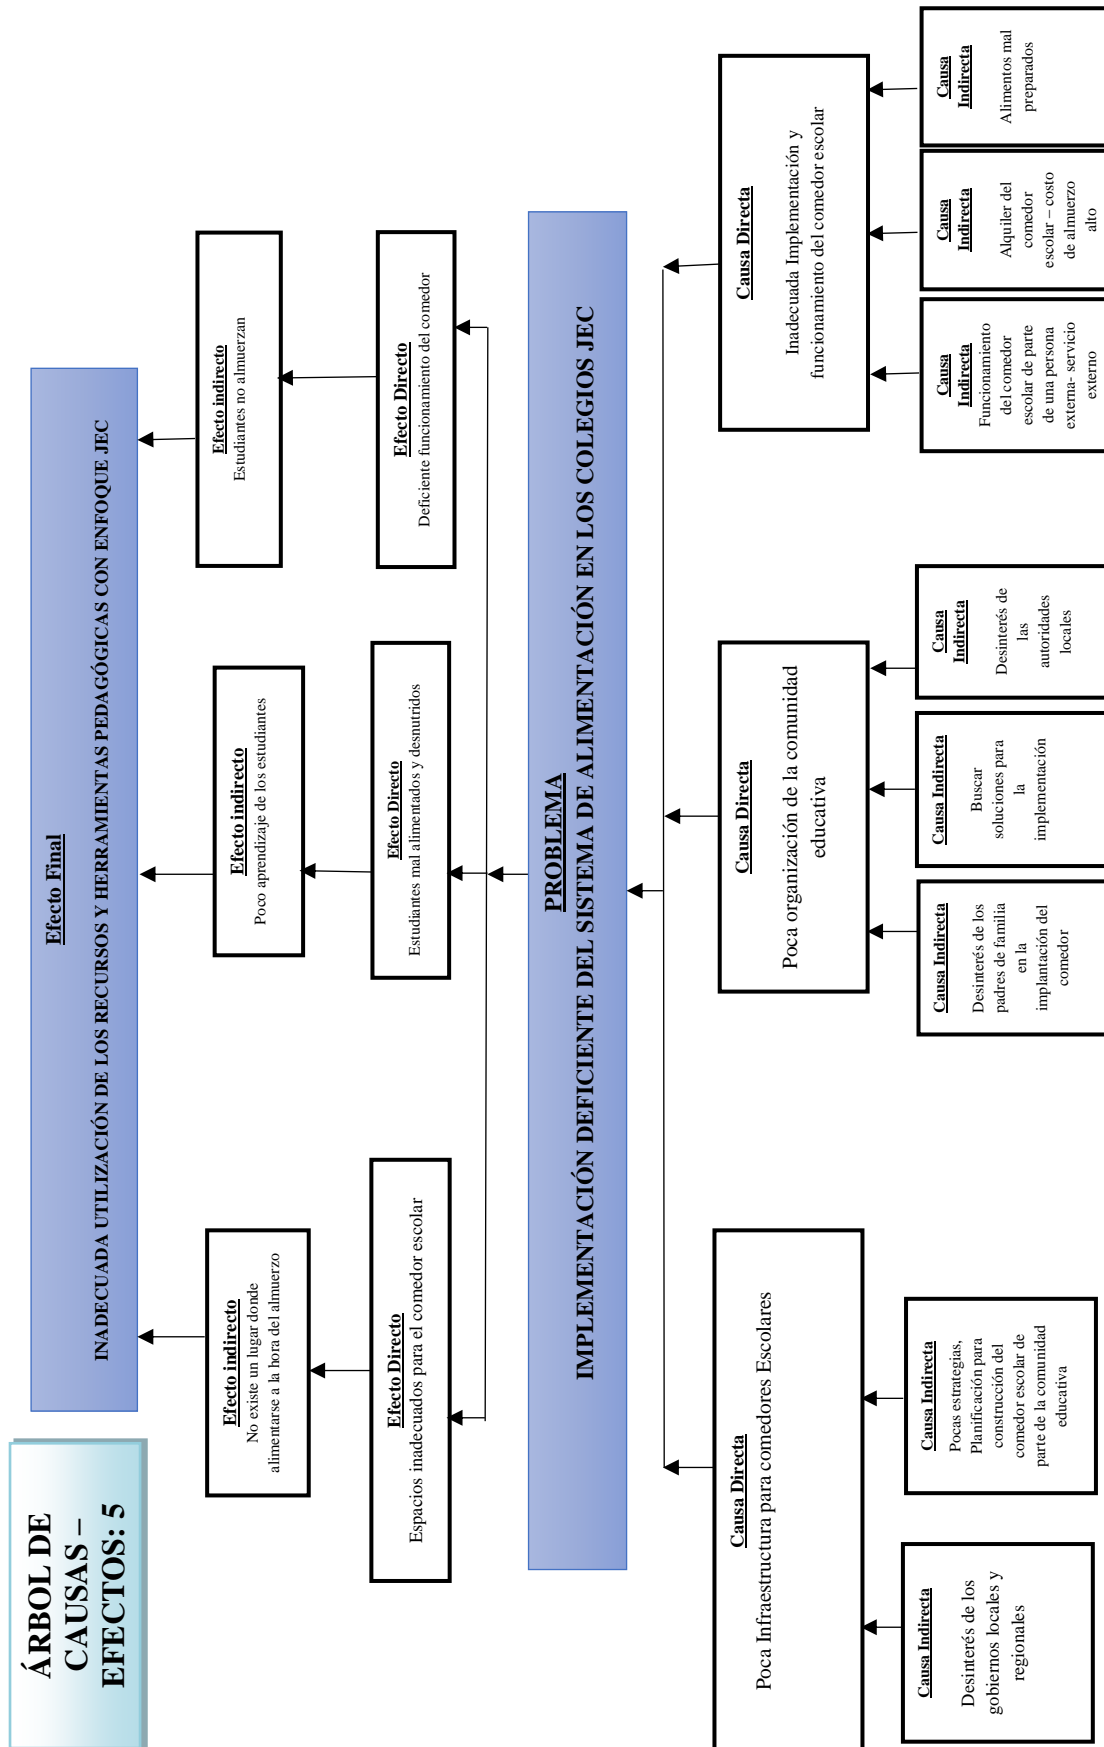 ÁRBOL DE
CAUSAS –
EFECTOS: 5
Efecto Final
INADECUADA UTILIZACIÓN DE LOS RECURSOS Y HERRAMIENTAS PEDAGÓGICAS CON ENFOQUE JEC
Efecto indirecto
No existe un lugar donde
alimentarse a la hora del almuerzo
Efecto indirecto
Poco aprendizaje de los estudiantes
Efecto indirecto
Estudiantes no almuerzan
Efecto Directo
Espacios inadecuados para el comedor escolar
Efecto Directo
Estudiantes mal alimentados y desnutridos
Efecto Directo
Deficiente funcionamiento del comedor
PROBLEMA
IMPLEMENTACIÓN DEFICIENTE DEL SISTEMA DE ALIMENTACIÓN EN LOS COLEGIOS JEC
Causa Directa
Poca Infraestructura para comedores Escolares
Causa Directa
Poca organización de la comunidad
educativa
Causa Directa
Inadecuada Implementación y
funcionamiento del comedor escolar
Causa Indirecta
Desinterés de los
gobiernos locales y
regionales
Causa Indirecta
Pocas estrategias,
Planificación para
construcción del
comedor escolar de
parte de la comunidad
educativa
Causa Indirecta
Desinterés de los
padres de familia
en la
implantación del
comedor
Causa Indirecta
Buscar
soluciones para
la
implementación
Causa
Indirecta
Desinterés de
las
autoridades
locales
Causa
Indirecta
Funcionamiento
del comedor
escolar de parte
de una persona
externa- servicio
externo
Causa
Indirecta
Alquiler del
comedor
escolar – costo
de almuerzo
alto
Causa
Indirecta
Alimentos mal
preparados